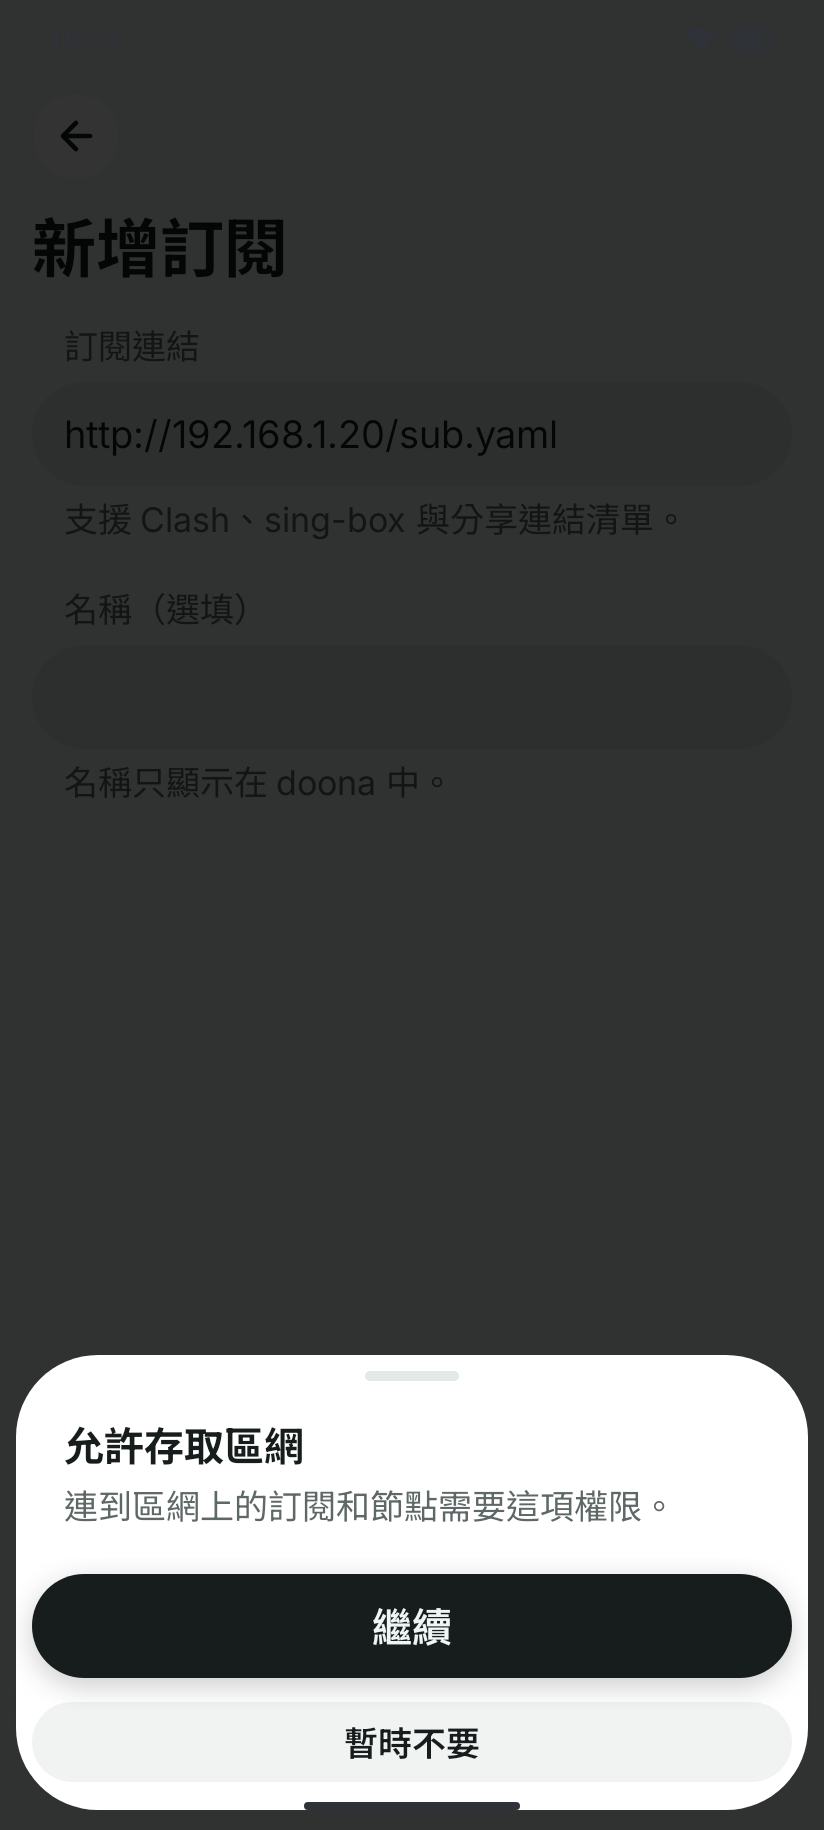 新增訂閱
訂閱連結
http://192.168.1.20/sub.yaml
支援 Clash、sing-box 與分享連結清單。
名稱（選填）
名稱只顯示在 doona 中。
允許存取區網
連到區網上的訂閱和節點需要這項權限。
繼續
暫時不要